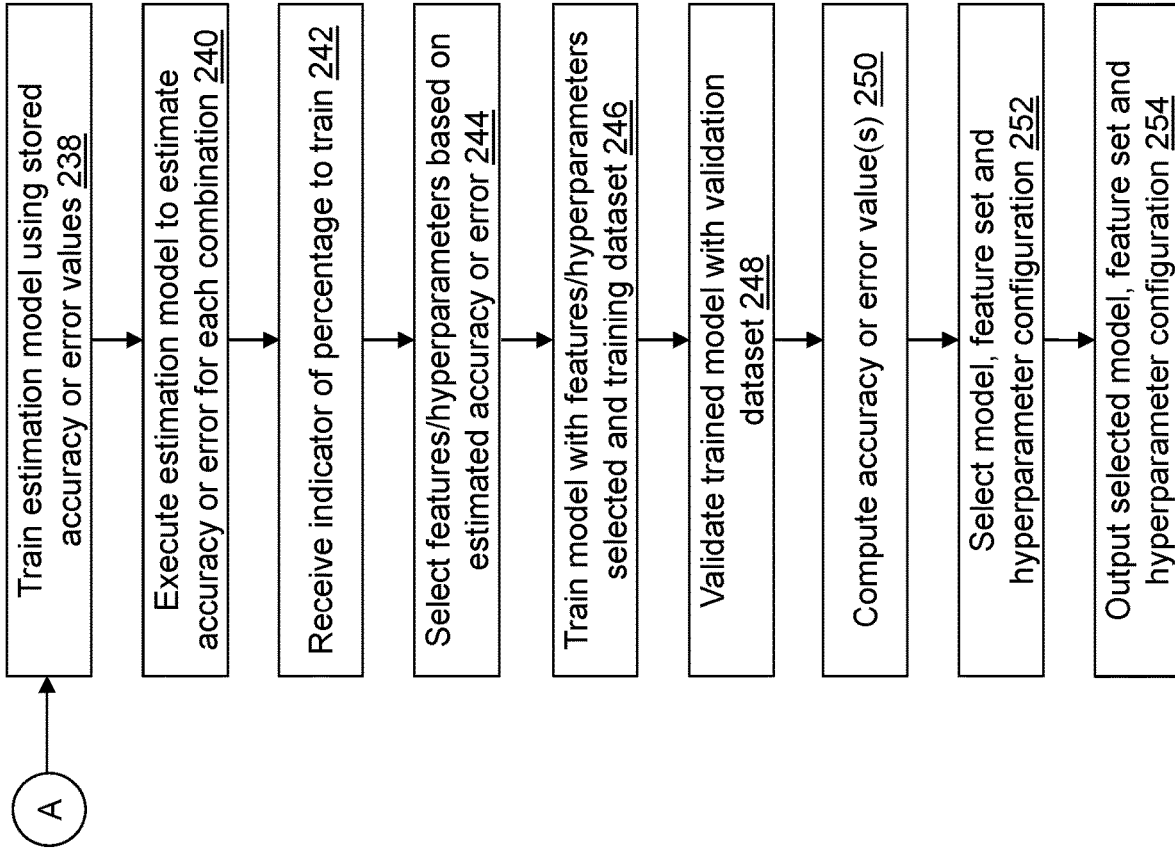 A
Train estimation model using stored
accuracy or error values 238
Execute estimation model to estimate
accuracy or error for each combination 240
Receive indicator of percentage to train 242
Select features/hyperparameters based on
estimated accuracy or error 244
Train model with features/hyperparameters
selected and training dataset 246
Validate trained model with validation
dataset 248
Compute accuracy or error value(s) 250
Select model, feature set and
hyperparameter configuration 252
Output selected model, feature set and
hyperparameter configuration 254